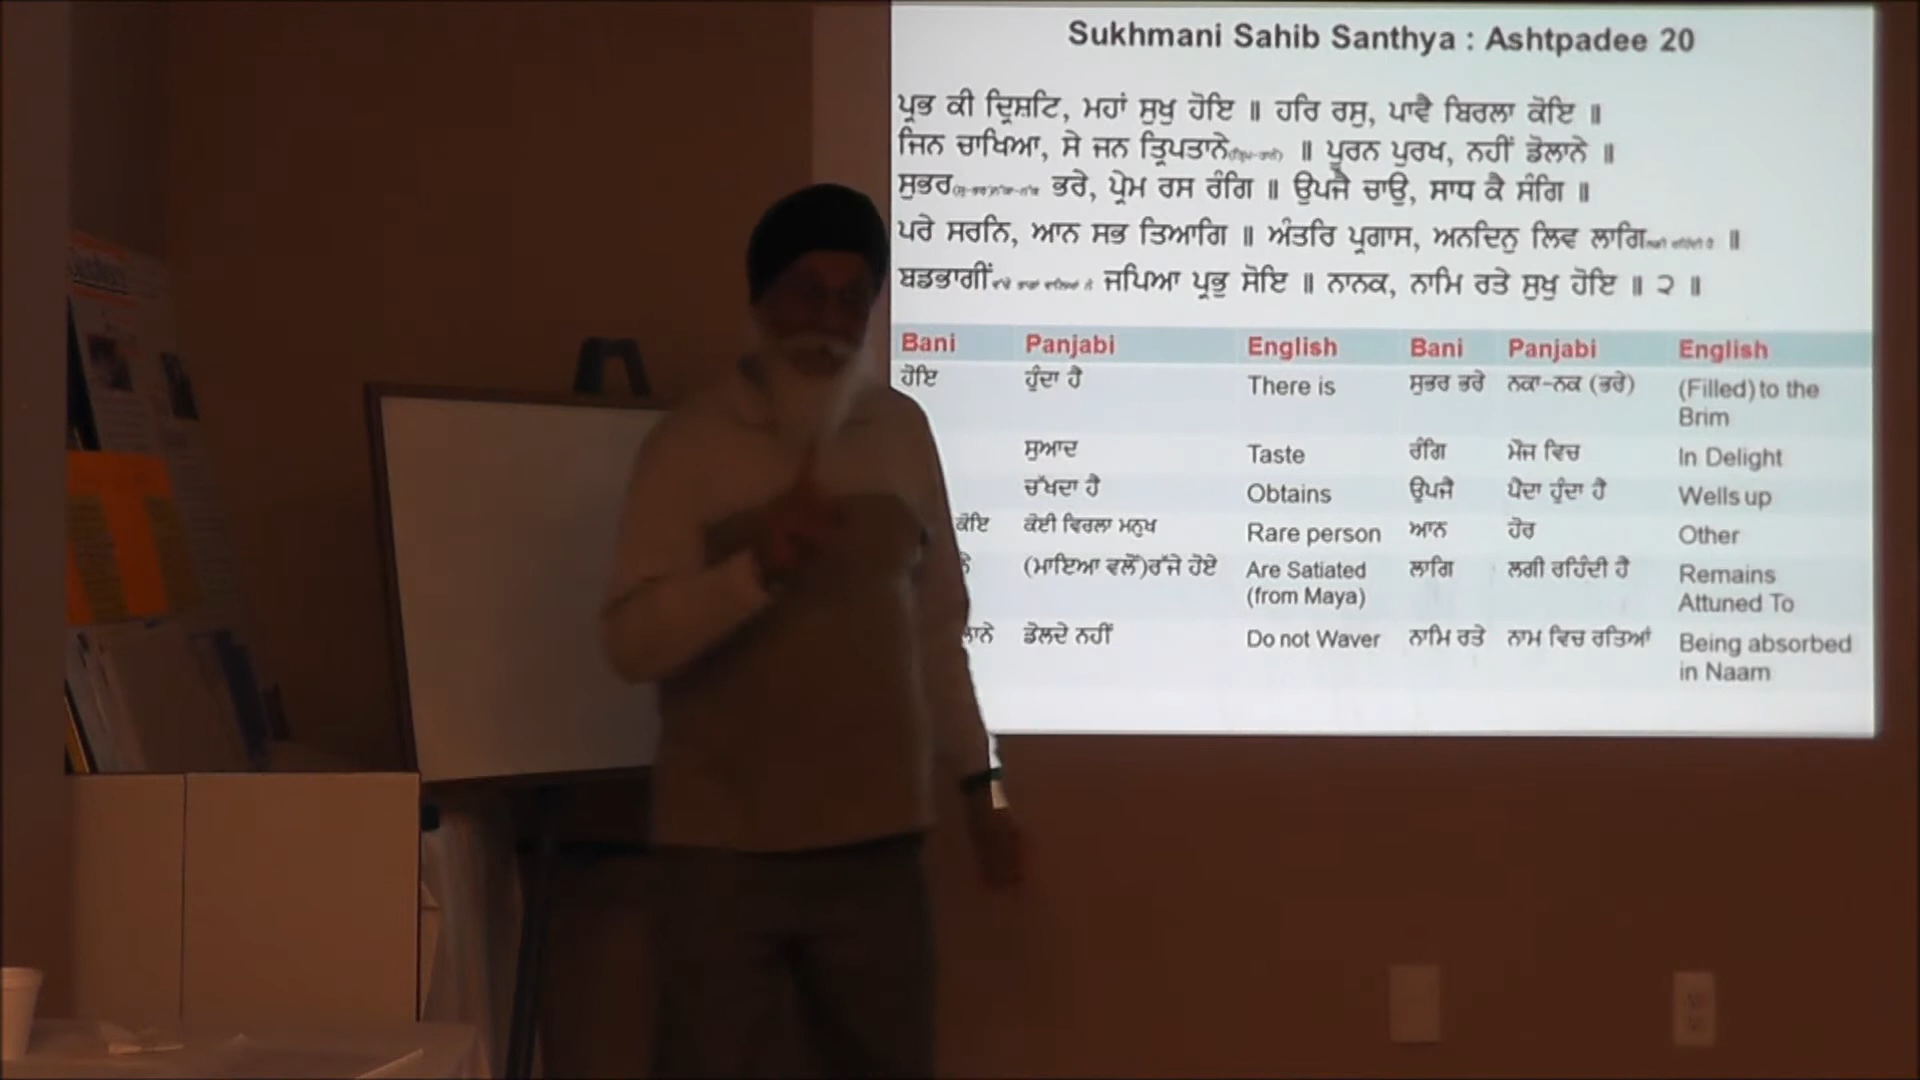 Sukhmani Sahib Santhya : Ashtpadee 20
ਪ੍ਰਭ ਕੀ ਦ੍ਰਿਸ਼ਟਿ, ਮਹਾਂ ਸੁਖੁ ਹੋਇ ॥ ਹਰਿ ਰਸੁ, ਪਾਵੈ ਬਿਰਲਾ ਕੋਇ ॥
ਜਿਨ ਚਾਖਿਆ, ਸੇ ਜਨ ਤ੍ਰਿਪਤਾਨੇ ॥ ਪੂਰਨ ਪੁਰਖ, ਨਹੀਂ ਡੋਲਾਨੇ ॥
ਸੁਭਰ ਭਰੇ, ਪ੍ਰੇਮ ਰਸ ਰੰਗਿ ॥ ਉਪਜੈ ਚਾਉ, ਸਾਧ ਕੈ ਸੰਗਿ ॥
ਪਰੇ ਸਰਨਿ, ਆਨ ਸਭ ਤਿਆਗਿ ॥ ਅੰਤਰਿ ਪ੍ਰਗਾਸ, ਅਨਦਿਨੁ ਲਿਵ ਲਾਗਿ ॥
ਬਡਭਾਗੀਂ ਜਪਿਆ ਪ੍ਰਭੁ ਸੋਇ ॥ ਨਾਨਕ, ਨਾਮਿ ਰਤੇ ਸੁਖੁ ਹੋਇ ॥ ੨ ॥
Bani Panjabi English Bani Panjabi English
ਹੋਇ ਹੁੰਦਾ ਹੈ There is ਸੁਭਰ ਭਰੇ ਨਕਾ-ਨਕ (ਭਰੇ) (Filled) to the
Brim
ਸੁਆਦ Taste ਰੰਗਿ ਮੌਜ ਵਿਚ In Delight
ਚੱਖਦਾ ਹੈ Obtains ਉਪਜੈ ਪੈਦਾ ਹੁੰਦਾ ਹੈ Wells up
ਕੋਇ ਕੋਈ ਵਿਰਲਾ ਮਨੁਖ Rare person ਆਨ ਹੋਰ Other
(ਮਾਇਆ ਵਲੋਂ)ਰੱਜੇ ਹੋਏ Are Satiated ਲਾਗਿ ਲਗੀ ਰਹਿੰਦੀ ਹੈ Remains
(from Maya) Attuned To
ਲਾਨੇ ਡੋਲਦੇ ਨਹੀਂ Do not Waver ਨਾਮਿ ਰਤੇ ਨਾਮ ਵਿਚ ਰਤਿਆਂ Being absorbed
in Naam